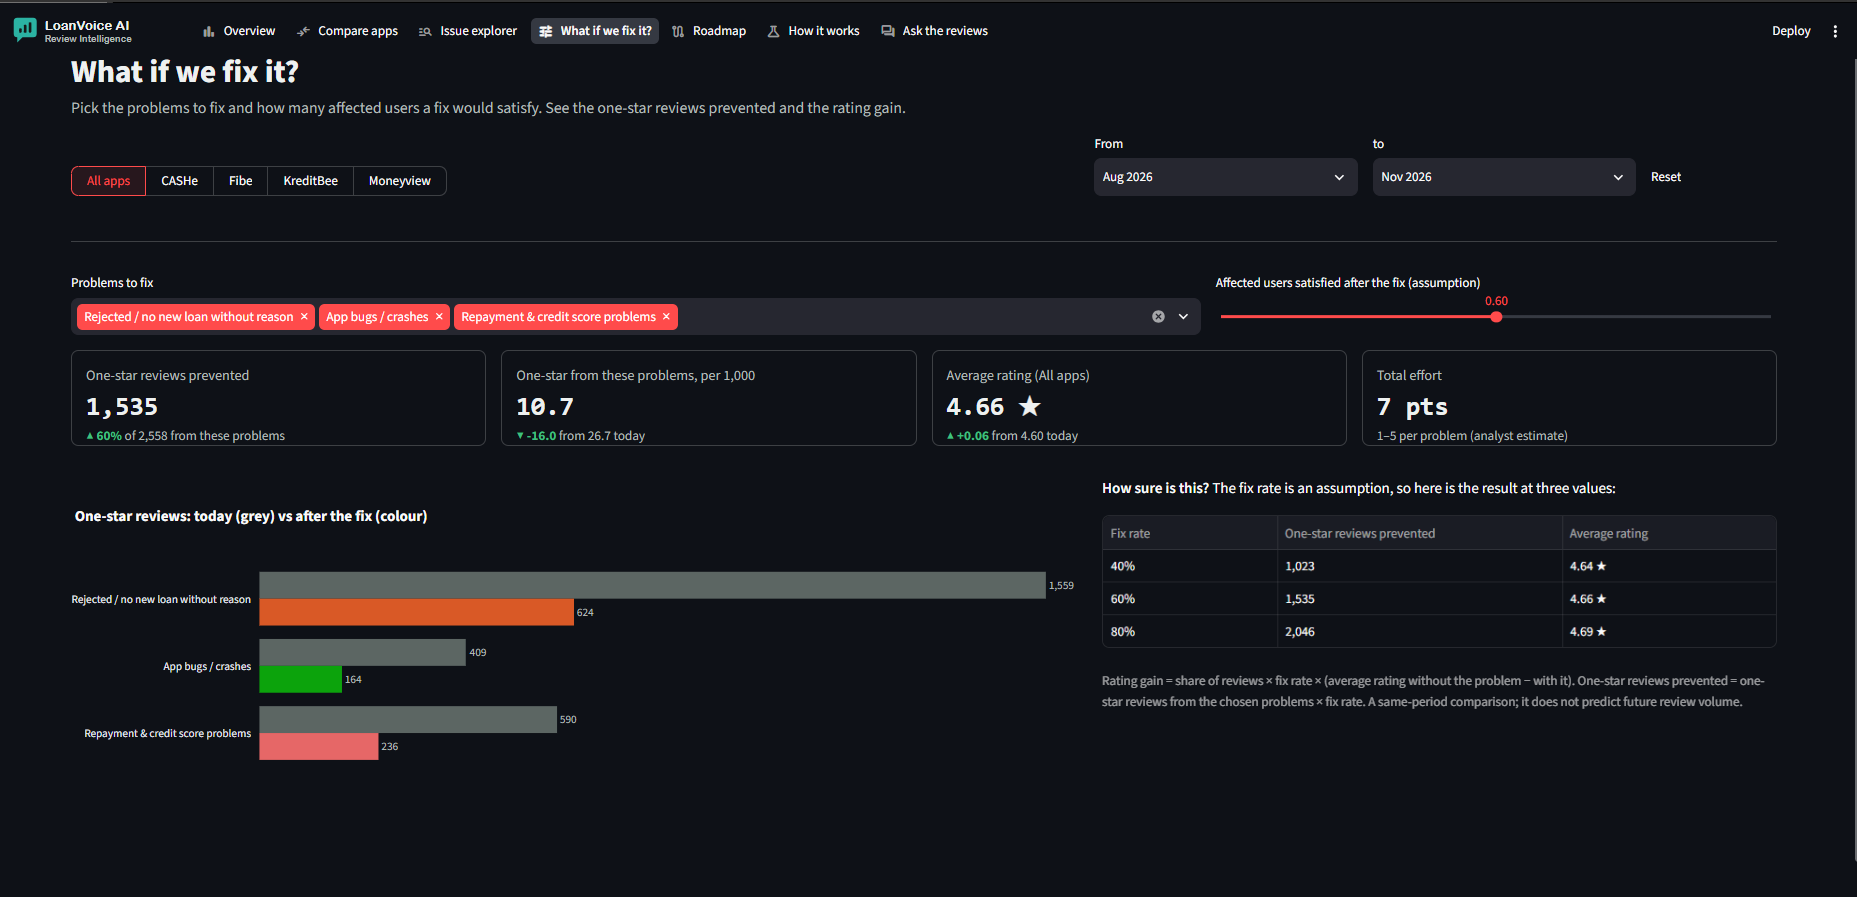 LoanVoice AI
Review Intelligence
Overview
Compare apps
Issue explorer
What if we fix it?
Roadmap
How it works
Ask the reviews
Deploy
What if we fix it?
Pick the problems to fix and how many affected users a fix would satisfy. See the one-star reviews prevented and the rating gain.
From
to
All apps
CASHe
Fibe
KreditBee
Moneyview
Aug 2026
Nov 2026
Reset
Problems to fix
Affected users satisfied after the fix (assumption)
0.60
Rejected / no new loan without reason ×
App bugs / crashes ×
Repayment & credit score problems ×
One-star reviews prevented
1,535
▲ 60% of 2,558 from these problems
One-star from these problems, per 1,000
10.7
▼ -16.0 from 26.7 today
Average rating (All apps)
4.66 ★
▲ +0.06 from 4.60 today
Total effort
7 pts
1–5 per problem (analyst estimate)
One-star reviews: today (grey) vs after the fix (colour)
Rejected / no new loan without reason
1,559
624
App bugs / crashes
409
164
Repayment & credit score problems
590
236
How sure is this? The fix rate is an assumption, so here is the result at three values:
Fix rate One-star reviews prevented Average rating
40% 1,023 4.64 ★
60% 1,535 4.66 ★
80% 2,046 4.69 ★
Rating gain = share of reviews × fix rate × (average rating without the problem − with it). One-star reviews prevented = one-
star reviews from the chosen problems × fix rate. A same-period comparison; it does not predict future review volume.